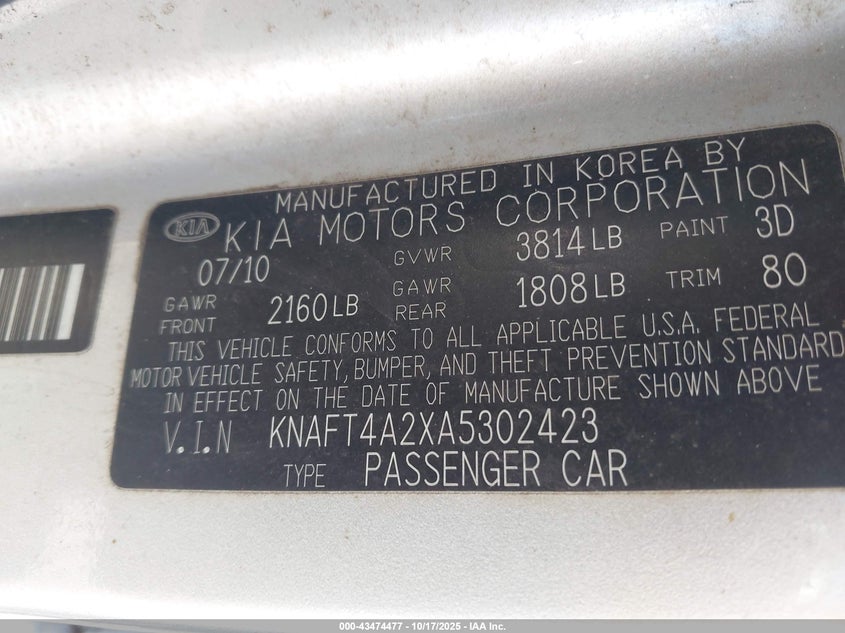 MANUFACTURED IN KOREA BY
KIA KIA MOTORS CORPORATION
07/10 GVWR 3814 LB PAINT 3D
GAWR FRONT 2160 LB GAWR REAR 1808 LB TRIM 80
THIS VEHICLE CONFORMS TO ALL APPLICABLE U.S.A. FEDERAL
MOTOR VEHICLE SAFETY, BUMPER, AND THEFT PREVENTION STANDARD
IN EFFECT ON THE DATE OF MANUFACTURE SHOWN ABOVE
V.I.N KNAFT4A2XA5302423
TYPE PASSENGER CAR
000-43474477 - 10/17/2025 - IAA Inc.